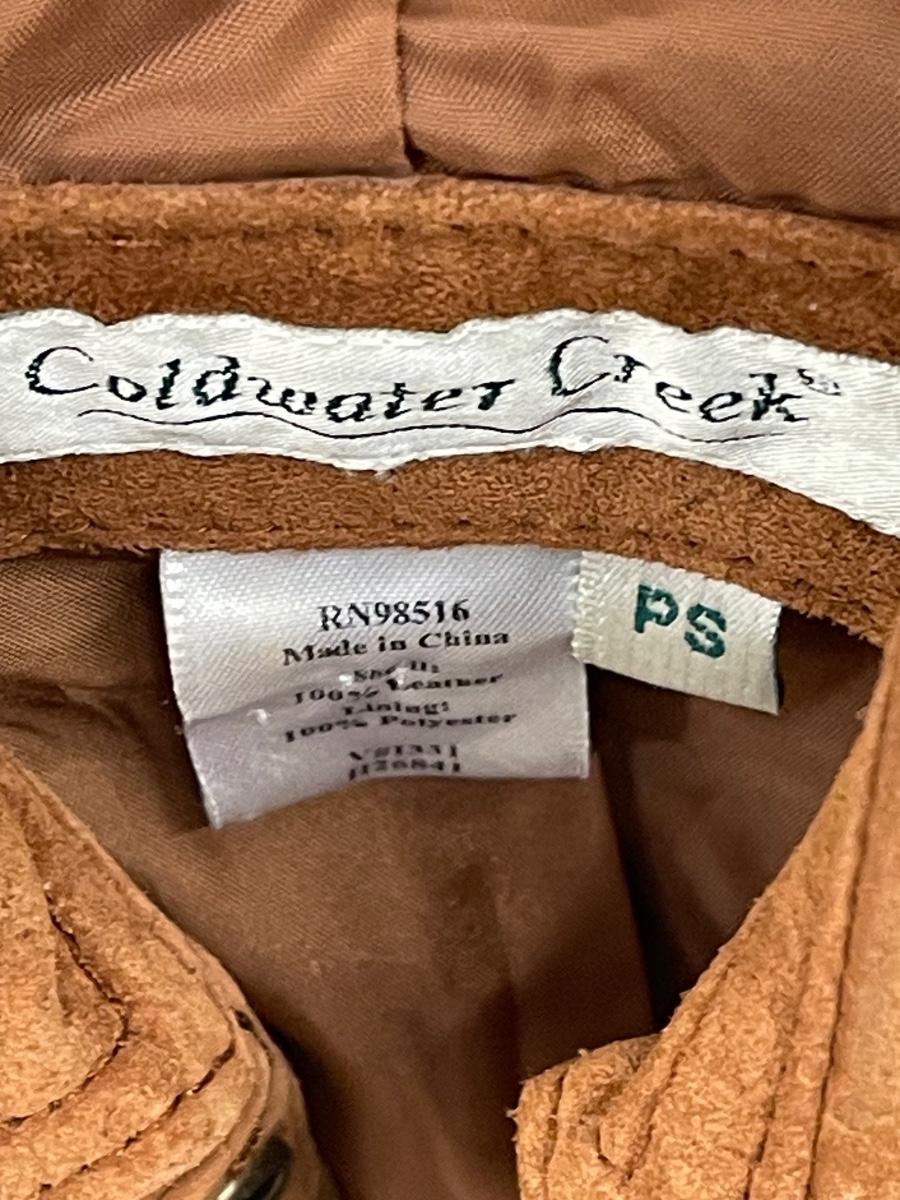 Coldwater Creek
RN98516
Made in China
Shell:
100% Leather
Lining:
100% Polyester
PS